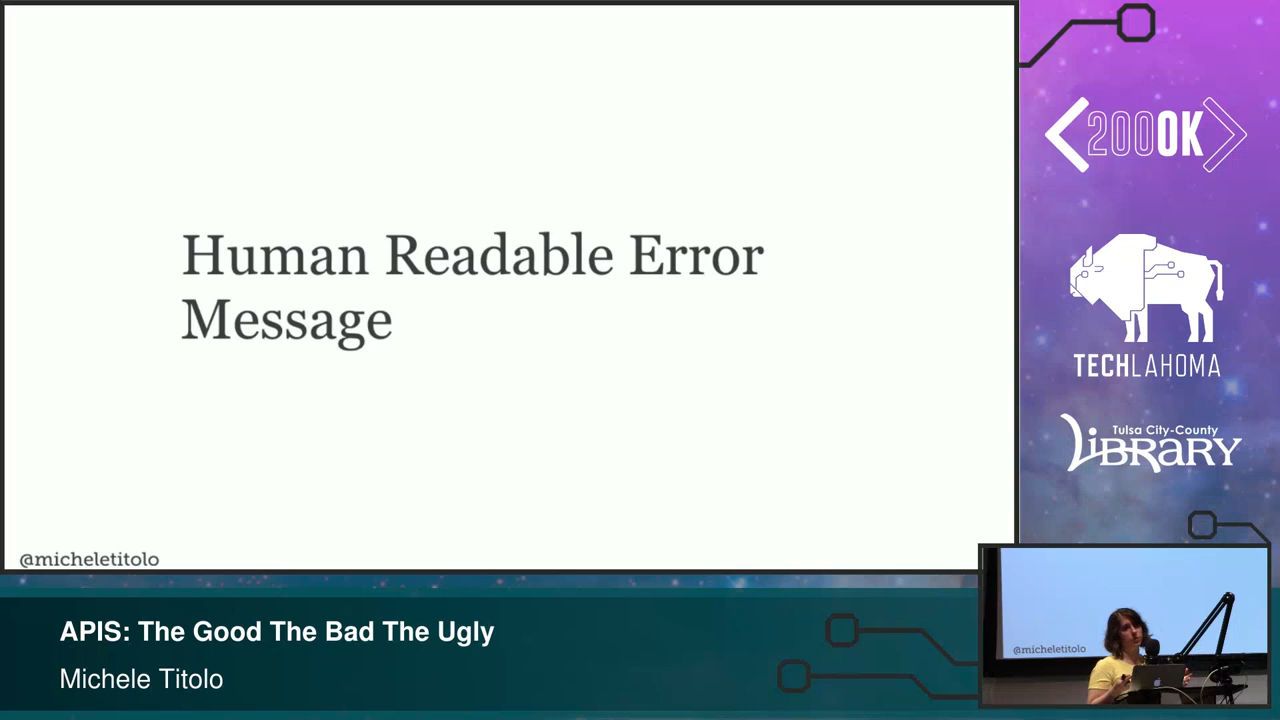 Human Readable Error
Message
@micheletitolo
200OK
TECHLAHOMA
Tulsa City-County
LiBRARY
@micheletitolo
APIS: The Good The Bad The Ugly
Michele Titolo